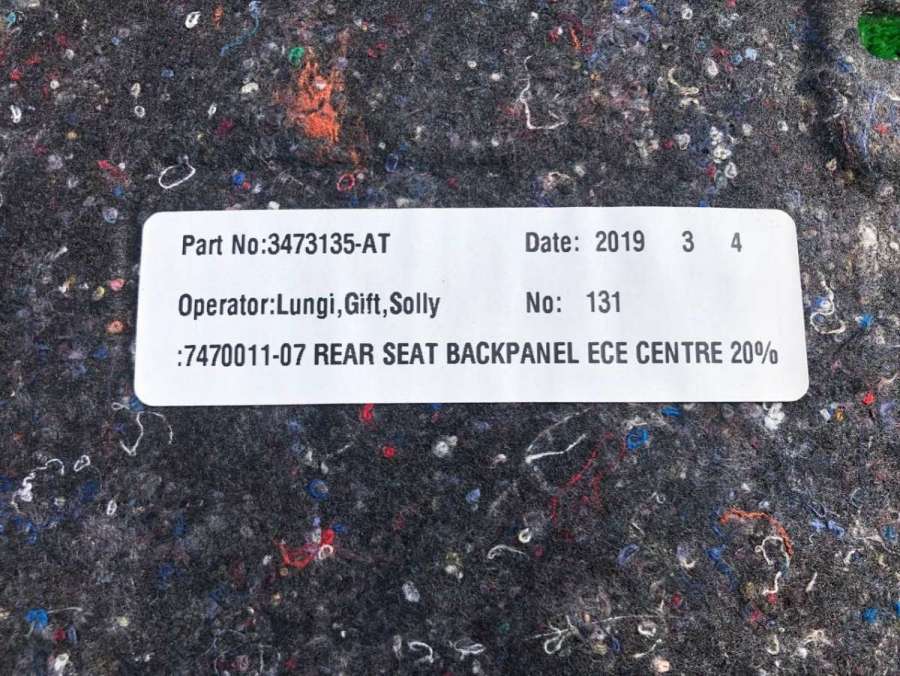 Part No:3473135-AT Date: 2019 3 4
Operator:Lungi,Gift,Solly No: 131
:7470011-07 REAR SEAT BACKPANEL ECE CENTRE 20%